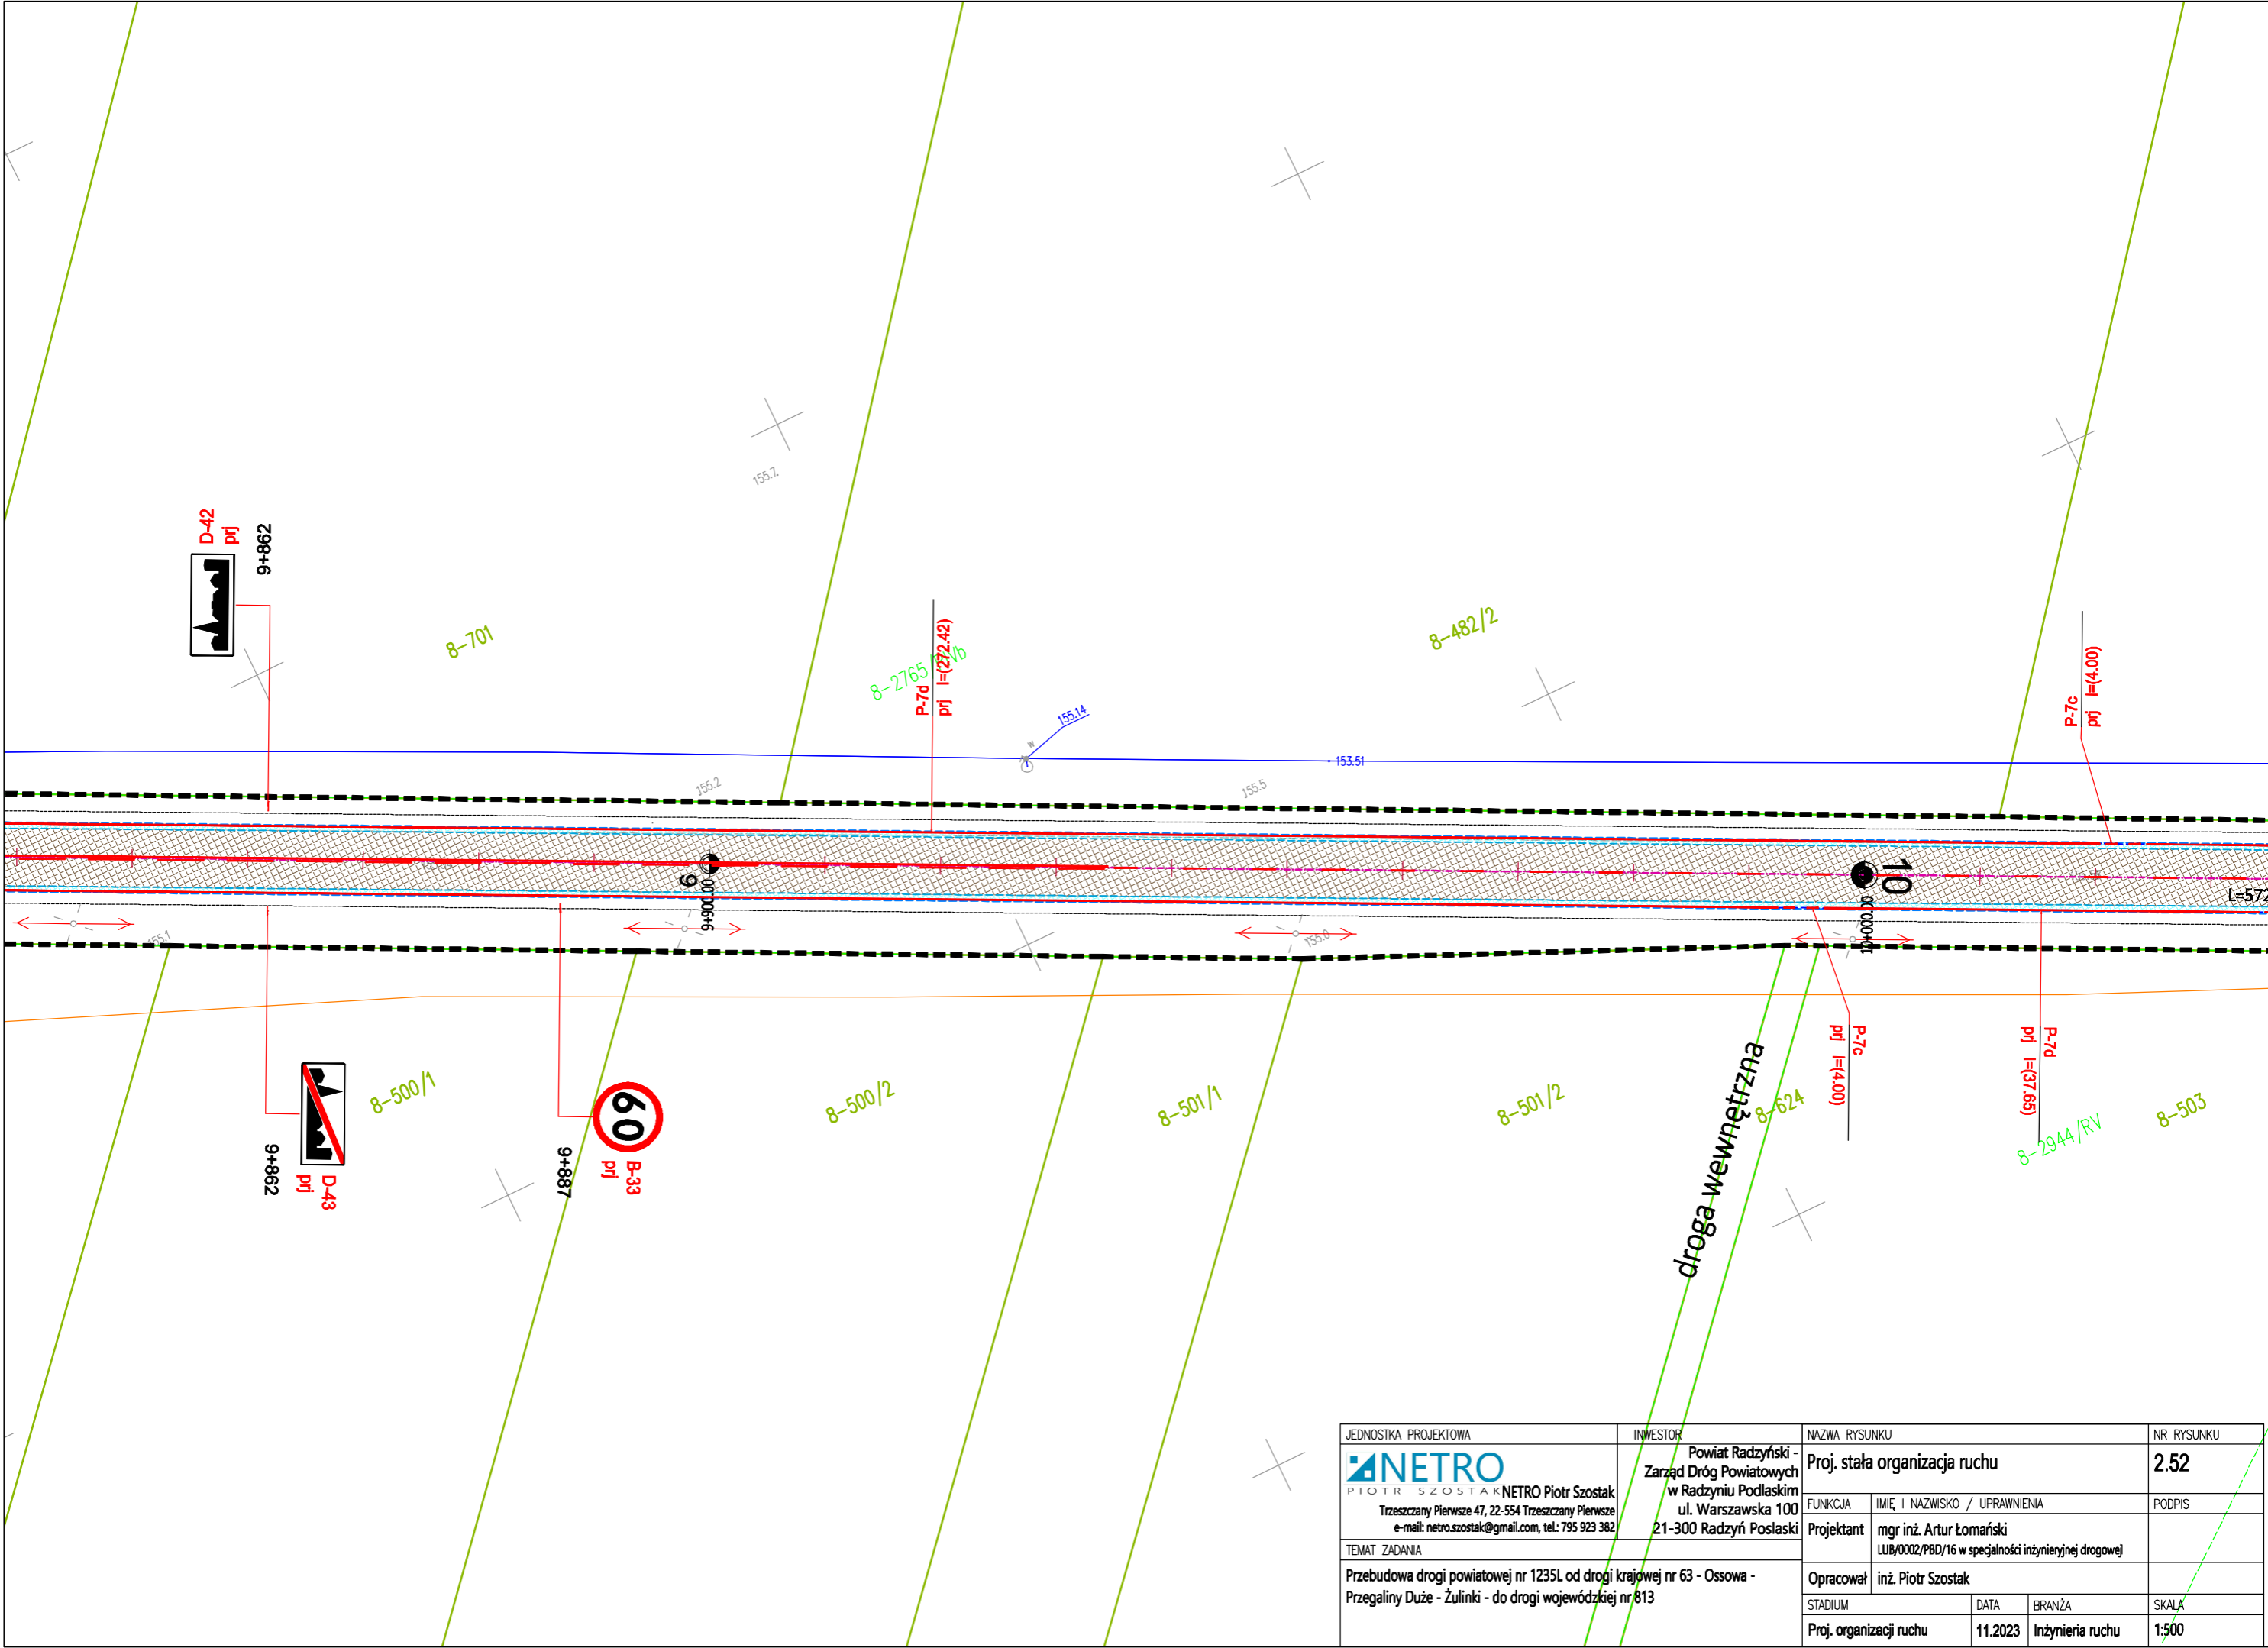 155.7
D-42
prj
9+862
8-701
8-482/2
P-7d
prj l=(272.42)
P-7c
prj l=(4.00)
155.14
w
153.51
155.2
155.5
9
9+900.00
10
10+000.00
L=572
155.1
155.0
8-500/1
8-500/2
8-501/1
8-501/2
8-624
8-503
8-2944/RV
droga wewnętrzna
P-7c
prj l=(4.00)
P-7d
prj l=(37.65)
D-43
prj
9+862
60
B-33
prj
9+887
JEDNOSTKA PROJEKTOWA
NETRO
PIOTR SZOSTAK
NETRO Piotr Szostak
Trzeszczany Pierwsze 47, 22-554 Trzeszczany Pierwsze
e-mail: netro.szostak@gmail.com, tel.: 795 923 382
INWESTOR
Powiat Radzyński -
Zarząd Dróg Powiatowych
w Radzyniu Podlaskim
ul. Warszawska 100
21-300 Radzyń Poslaski
TEMAT ZADANIA
Przebudowa drogi powiatowej nr 1235L od drogi krajowej nr 63 - Ossowa -
Przegaliny Duże - Żulinki - do drogi wojewódzkiej nr 813
NAZWA RYSUNKU
Proj. stała organizacja ruchu
NR RYSUNKU
2.52
FUNKCJA
IMIĘ I NAZWISKO / UPRAWNIENIA
PODPIS
Projektant
mgr inż. Artur Łomański
LUB/0002/PBD/16 w specjalności inżynieryjnej drogowej
Opracował
inż. Piotr Szostak
STADIUM
DATA
BRANŻA
SKALA
Proj. organizacji ruchu
11.2023
Inżynieria ruchu
1:500